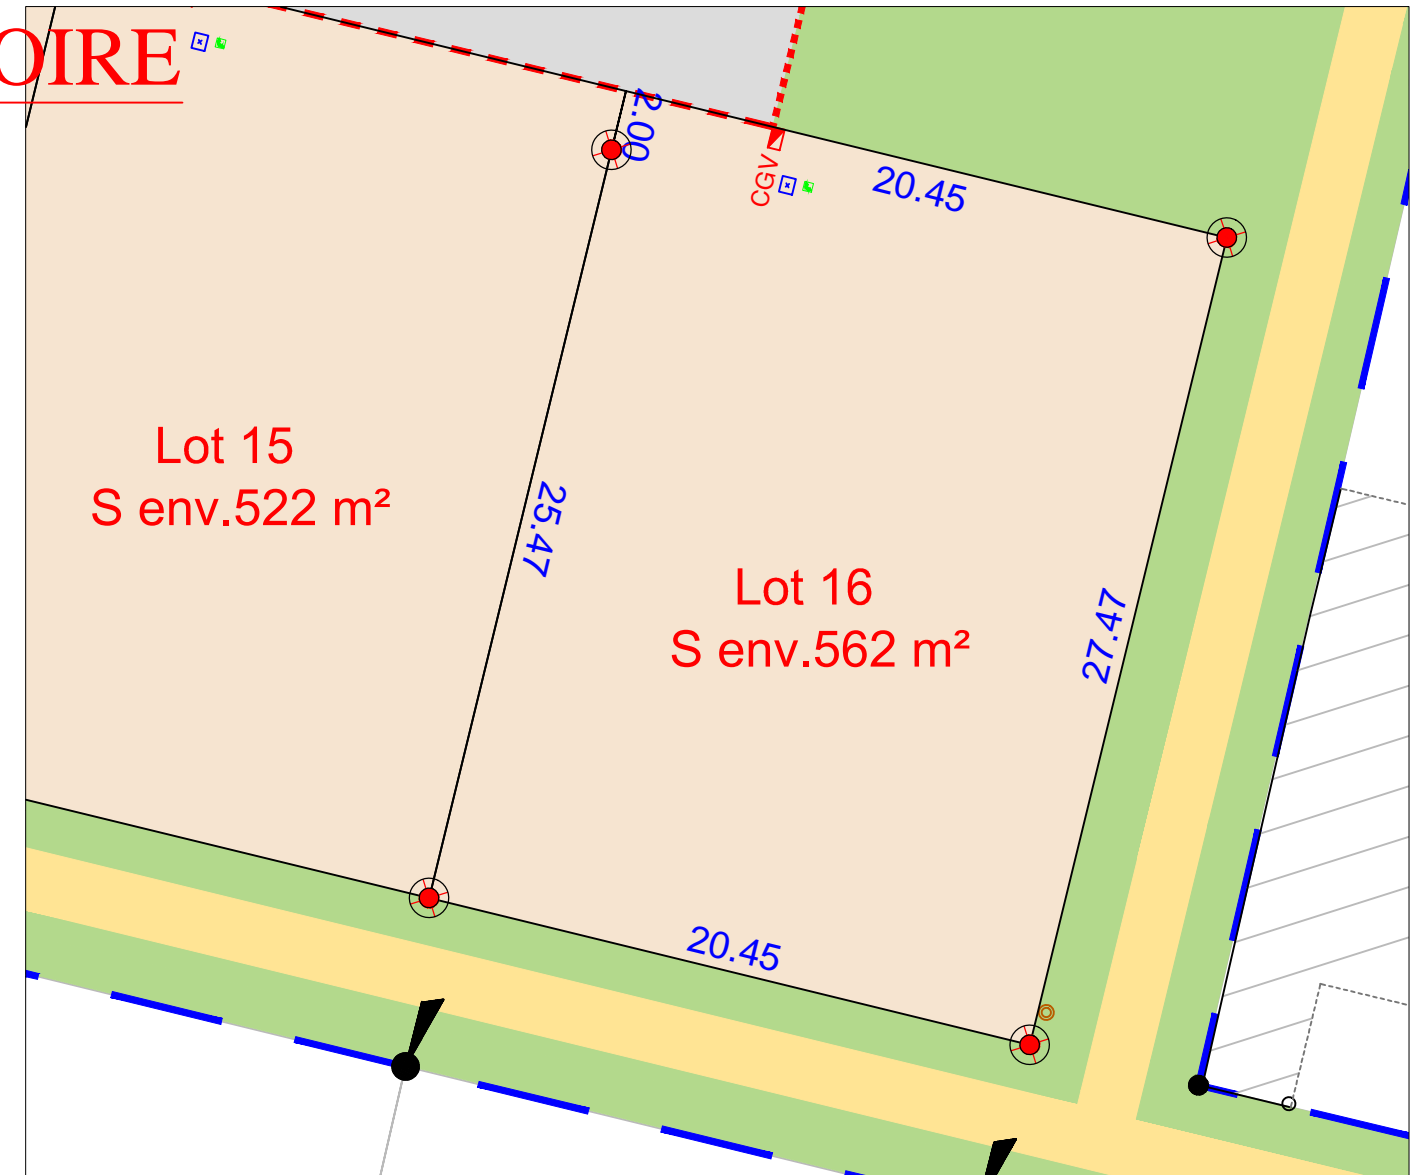 OIRE
2.00
CGV
20.45
Lot 15
S env.522 m²
25.47
Lot 16
S env.562 m²
27.47
20.45